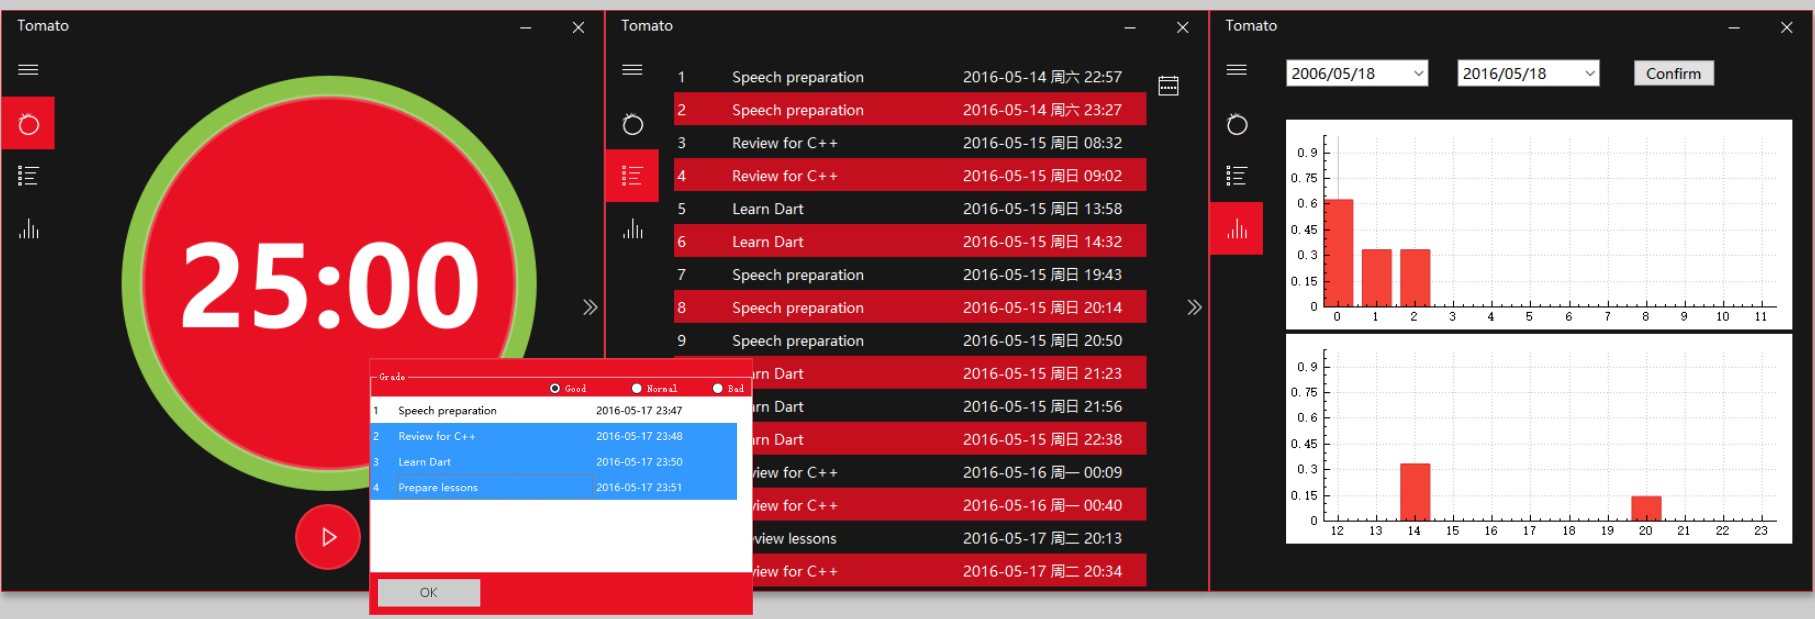 Tomato
25:00
Grade
Good Normal Bad
1 Speech preparation 2016-05-17 23:47
2 Review for C++ 2016-05-17 23:48
3 Learn Dart 2016-05-17 23:50
4 Prepare lessons 2016-05-17 23:51
OK
Tomato
1 Speech preparation 2016-05-14 周六 22:57
2 Speech preparation 2016-05-14 周六 23:27
3 Review for C++ 2016-05-15 周日 08:32
4 Review for C++ 2016-05-15 周日 09:02
5 Learn Dart 2016-05-15 周日 13:58
6 Learn Dart 2016-05-15 周日 14:32
7 Speech preparation 2016-05-15 周日 19:43
8 Speech preparation 2016-05-15 周日 20:14
9 Speech preparation 2016-05-15 周日 20:50
arn Dart 2016-05-15 周日 21:23
arn Dart 2016-05-15 周日 21:56
arn Dart 2016-05-15 周日 22:38
view for C++ 2016-05-16 周一 00:09
view for C++ 2016-05-16 周一 00:40
view lessons 2016-05-17 周二 20:13
view for C++ 2016-05-17 周二 20:34
Tomato
2006/05/18 2016/05/18 Confirm
0.9
0.75
0.6
0.45
0.3
0.15
0
0 1 2 3 4 5 6 7 8 9 10 11
0.9
0.75
0.6
0.45
0.3
0.15
0
12 13 14 15 16 17 18 19 20 21 22 23